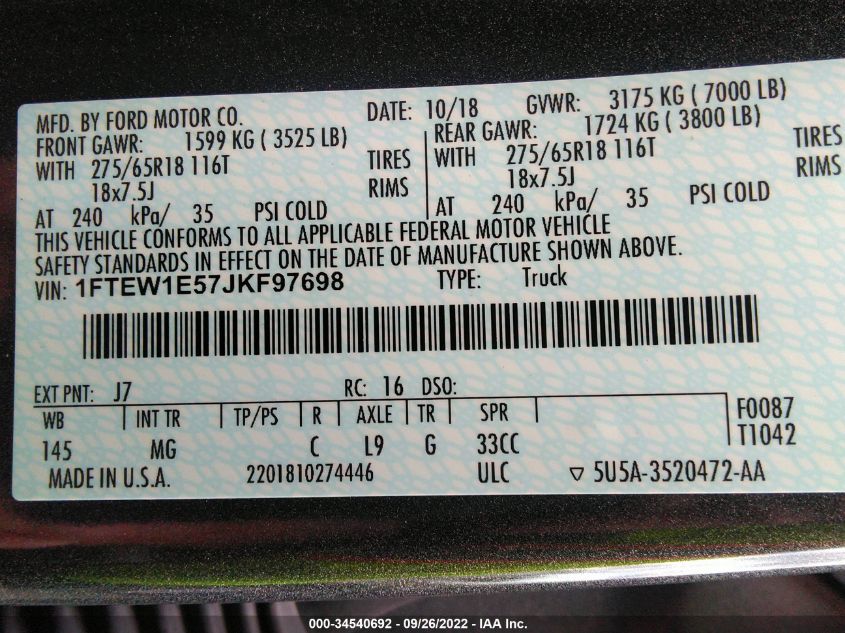 MFD. BY FORD MOTOR CO. DATE: 10/18 GVWR: 3175 KG ( 7000 LB)
FRONT GAWR: 1599 KG ( 3525 LB) REAR GAWR: 1724 KG ( 3800 LB)
WITH 275/65R18 116T TIRES WITH 275/65R18 116T TIRES
18x7.5J RIMS 18x7.5J RIMS
AT 240 kPa/ 35 PSI COLD AT 240 kPa/ 35 PSI COLD
THIS VEHICLE CONFORMS TO ALL APPLICABLE FEDERAL MOTOR VEHICLE
SAFETY STANDARDS IN EFFECT ON THE DATE OF MANUFACTURE SHOWN ABOVE.
VIN: 1FTEW1E57JKF97698 TYPE: Truck
EXT PNT: J7 RC: 16 DSO:
WB INT TR TP/PS R AXLE TR SPR F0087
145 MG C L9 G 33CC T1042
MADE IN U.S.A. 2201810274446 ULC ▽ 5U5A-3520472-AA
000-34540692 - 09/26/2022 - IAA Inc.